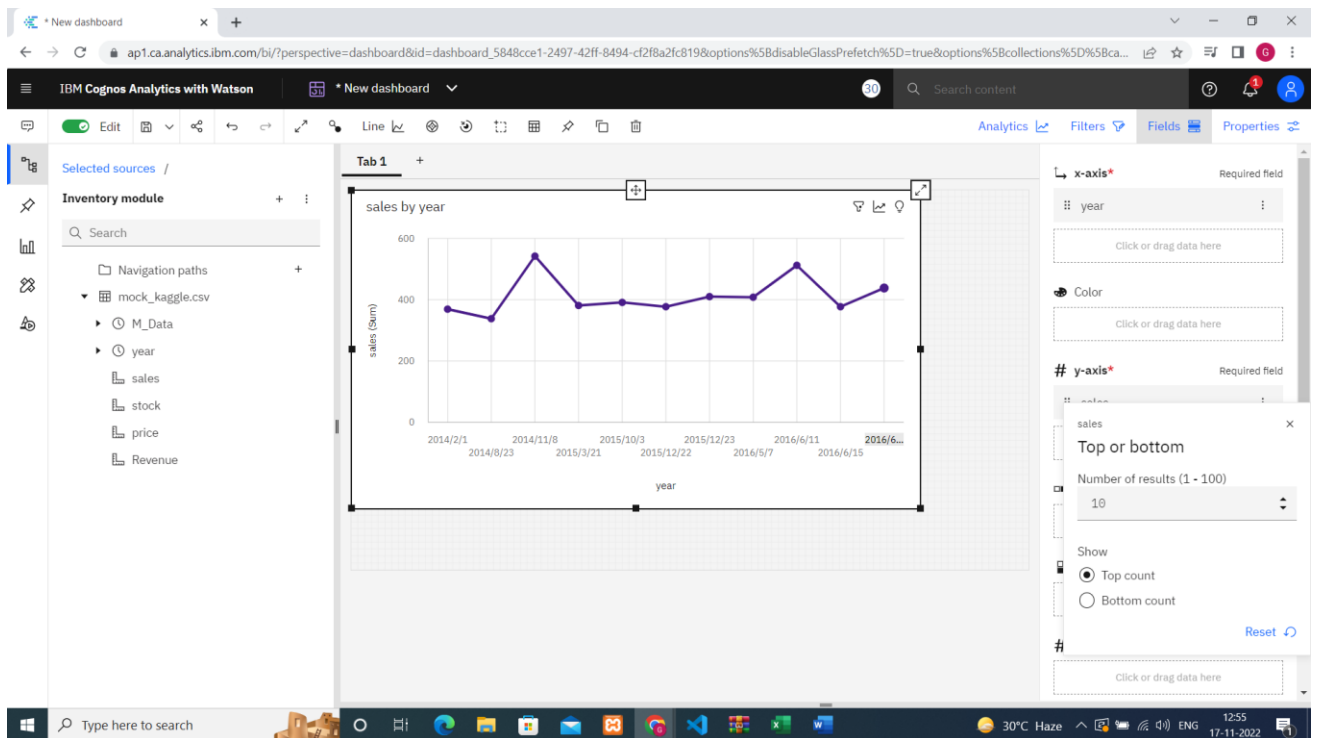 * New dashboard
ap1.ca.analytics.ibm.com/bi/?perspective=dashboard&id=dashboard_5848cce1-2497-42ff-8494-cf2f8a2fc819&options%5BdisableGlassPrefetch%5D=true&options%5Bcollections%5D%5Bca...
G
IBM Cognos Analytics with Watson
* New dashboard
30
Search content
1
Edit
Line
Analytics
Filters
Fields
Properties
Selected sources /
Inventory module
Search
Navigation paths
mock_kaggle.csv
M_Data
year
sales
stock
price
Revenue
Tab 1
sales by year
600
400
200
0
sales (Sum)
2014/2/1 2014/11/8 2015/10/3 2015/12/23 2016/6/11 2016/6...
2014/8/23 2015/3/21 2015/12/22 2016/5/7 2016/6/15
year
x-axis* Required field
year
Click or drag data here
Color
Click or drag data here
# y-axis* Required field
sales
sales
Top or bottom
Number of results (1 - 100)
10
Show
Top count
Bottom count
Reset
#
Click or drag data here
Type here to search
30°C Haze
ENG
12:55
17-11-2022
1